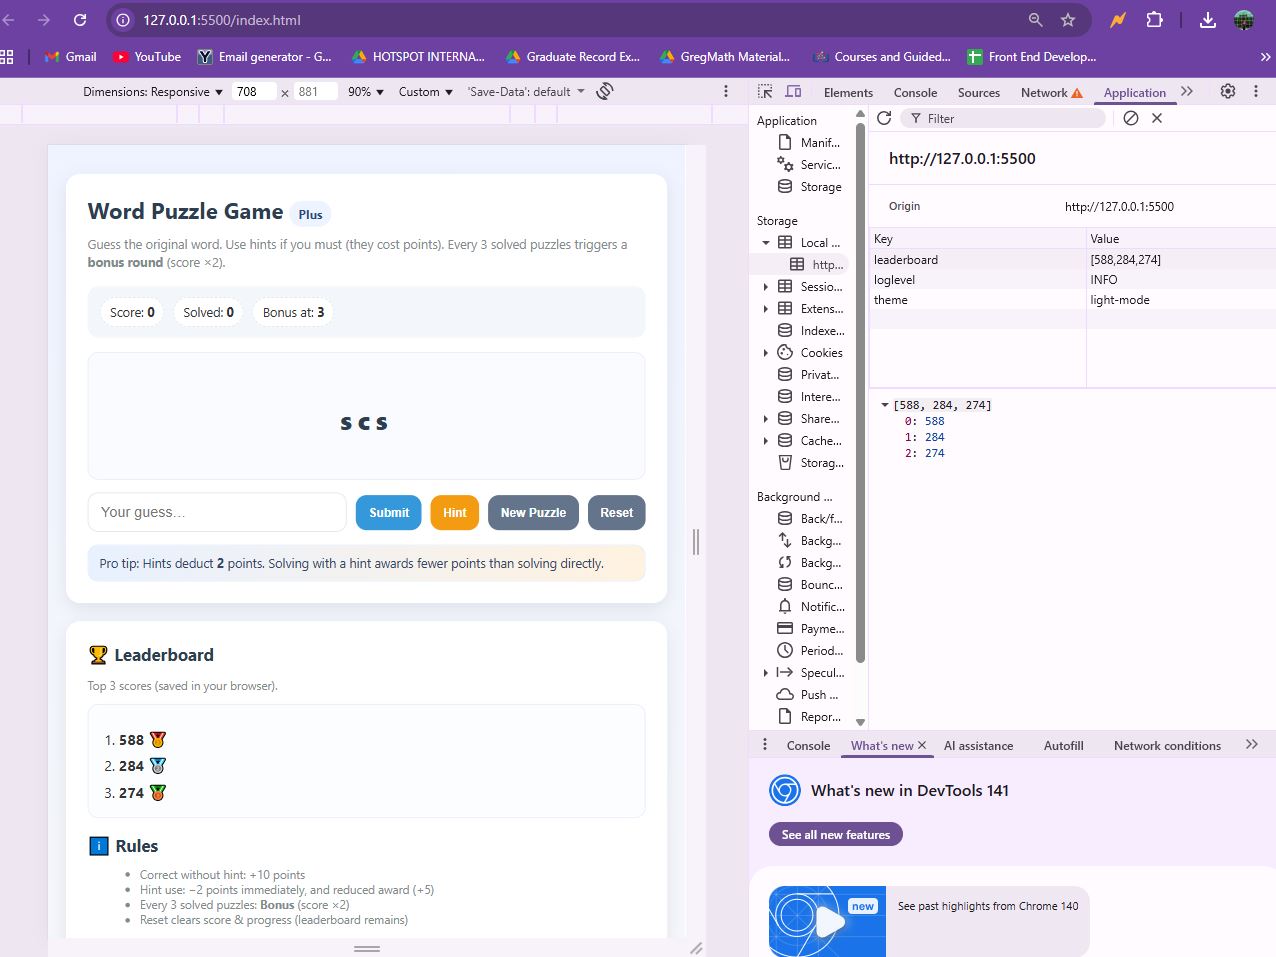 127.0.0.1:5500/index.html
Gmail YouTube Email generator - G... HOTSPOT INTERNA... Graduate Record Ex... GregMath Material... Courses and Guided... Front End Develop... »
Dimensions: Responsive 708 × 881 90% Custom 'Save-Data': default
Elements Console Sources Network Application
Filter
Application
Manif...
Servic...
Storage
Storage
Local ...
http...
Sessio...
Extens...
Indexe...
Cookies
Privat...
Intere...
Share...
Cache...
Storag...
Background ...
Back/f...
Backg...
Backg...
Bounc...
Notific...
Payme...
Period...
Specul...
Push ...
Repor...
http://127.0.0.1:5500
Origin http://127.0.0.1:5500
Key Value
leaderboard [588,284,274]
loglevel INFO
theme light-mode
[588, 284, 274]
0: 588
1: 284
2: 274
Word Puzzle Game Plus
Guess the original word. Use hints if you must (they cost points). Every 3 solved puzzles triggers a
bonus round (score ×2).
Score: 0 Solved: 0 Bonus at: 3
s c s
Your guess... Submit Hint New Puzzle Reset
Pro tip: Hints deduct 2 points. Solving with a hint awards fewer points than solving directly.
🏆 Leaderboard
Top 3 scores (saved in your browser).
1. 588 🥇
2. 284 🥈
3. 274 🥉
ℹ️ Rules
• Correct without hint: +10 points
• Hint use: −2 points immediately, and reduced award (+5)
• Every 3 solved puzzles: Bonus (score ×2)
• Reset clears score & progress (leaderboard remains)
Console What's new AI assistance Autofill Network conditions
What's new in DevTools 141
See all new features
new
See past highlights from Chrome 140